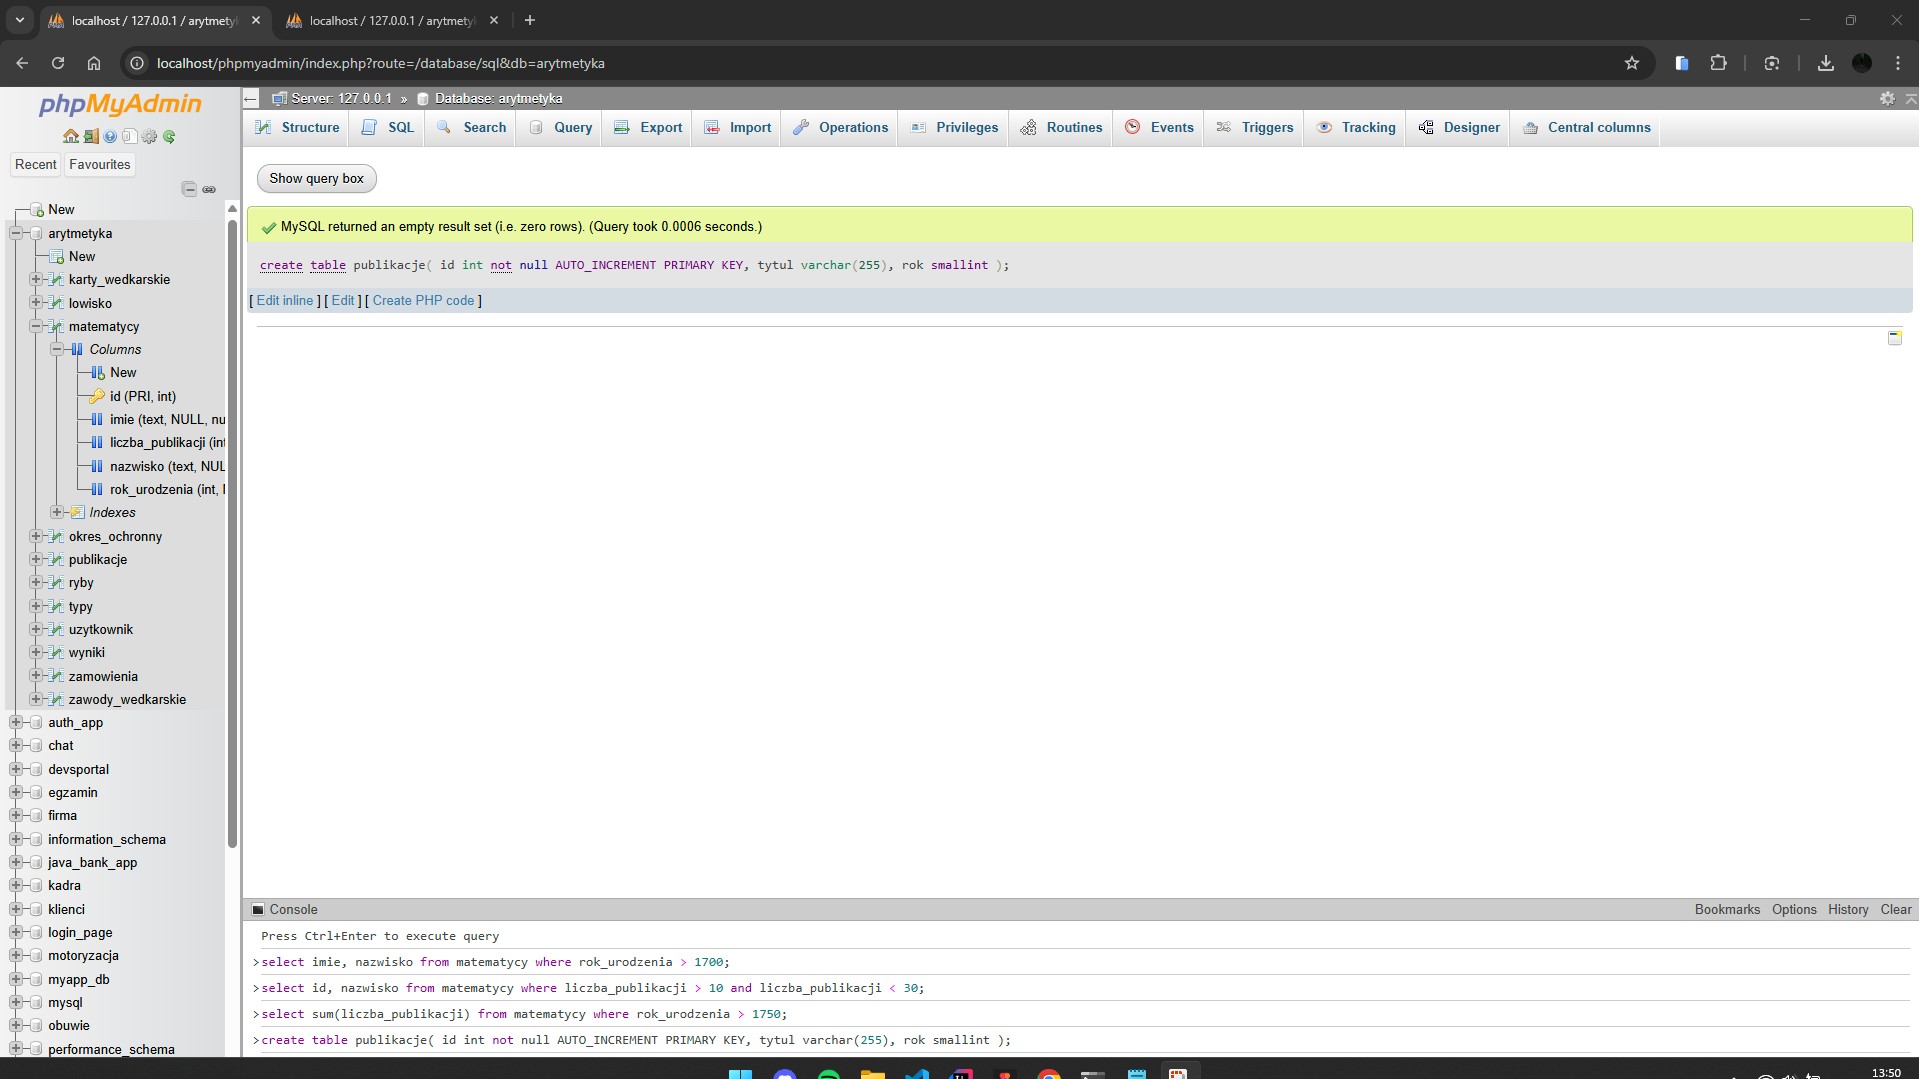 localhost / 127.0.0.1 / arytmetyk
localhost / 127.0.0.1 / arytmetyk
localhost/phpmyadmin/index.php?route=/database/sql&db=arytmetyka
phpMyAdmin
Recent
Favourites
New
arytmetyka
New
karty_wedkarskie
lowisko
matematycy
Columns
New
id (PRI, int)
imie (text, NULL, nu
liczba_publikacji (int
nazwisko (text, NUL
rok_urodzenia (int, 
Indexes
okres_ochronny
publikacje
ryby
typy
uzytkownik
wyniki
zamowienia
zawody_wedkarskie
auth_app
chat
devsportal
egzamin
firma
information_schema
java_bank_app
kadra
klienci
login_page
motoryzacja
myapp_db
mysql
obuwie
performance_schema
Server: 127.0.0.1 » Database: arytmetyka
Structure
SQL
Search
Query
Export
Import
Operations
Privileges
Routines
Events
Triggers
Tracking
Designer
Central columns
Show query box
MySQL returned an empty result set (i.e. zero rows). (Query took 0.0006 seconds.)
create table publikacje( id int not null AUTO_INCREMENT PRIMARY KEY, tytul varchar(255), rok smallint );
[ Edit inline ] [ Edit ] [ Create PHP code ]
Console
Bookmarks
Options
History
Clear
Press Ctrl+Enter to execute query
>select imie, nazwisko from matematycy where rok_urodzenia > 1700;
>select id, nazwisko from matematycy where liczba_publikacji > 10 and liczba_publikacji < 30;
>select sum(liczba_publikacji) from matematycy where rok_urodzenia > 1750;
>create table publikacje( id int not null AUTO_INCREMENT PRIMARY KEY, tytul varchar(255), rok smallint );
13:50